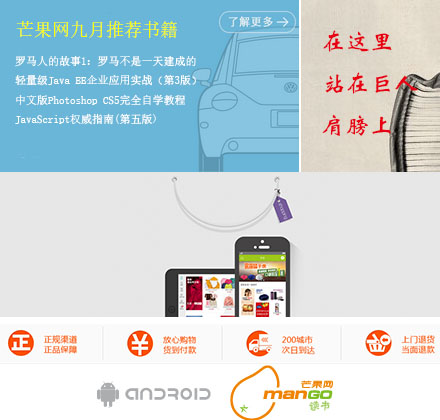 芒果网九月推荐书籍
了解更多
罗马人的故事1：罗马不是一天建成的
轻量级Java EE企业应用实战（第3版）
中文版Photoshop CS5完全自学教程
JavaScript权威指南(第五版)
在这里
站在巨人
肩膀上
正
正规渠道
正品保障
¥
放心购物
货到付款
200城市
次日到达
上门退货
当面退款
ANDROID
芒果网
manGO
读书